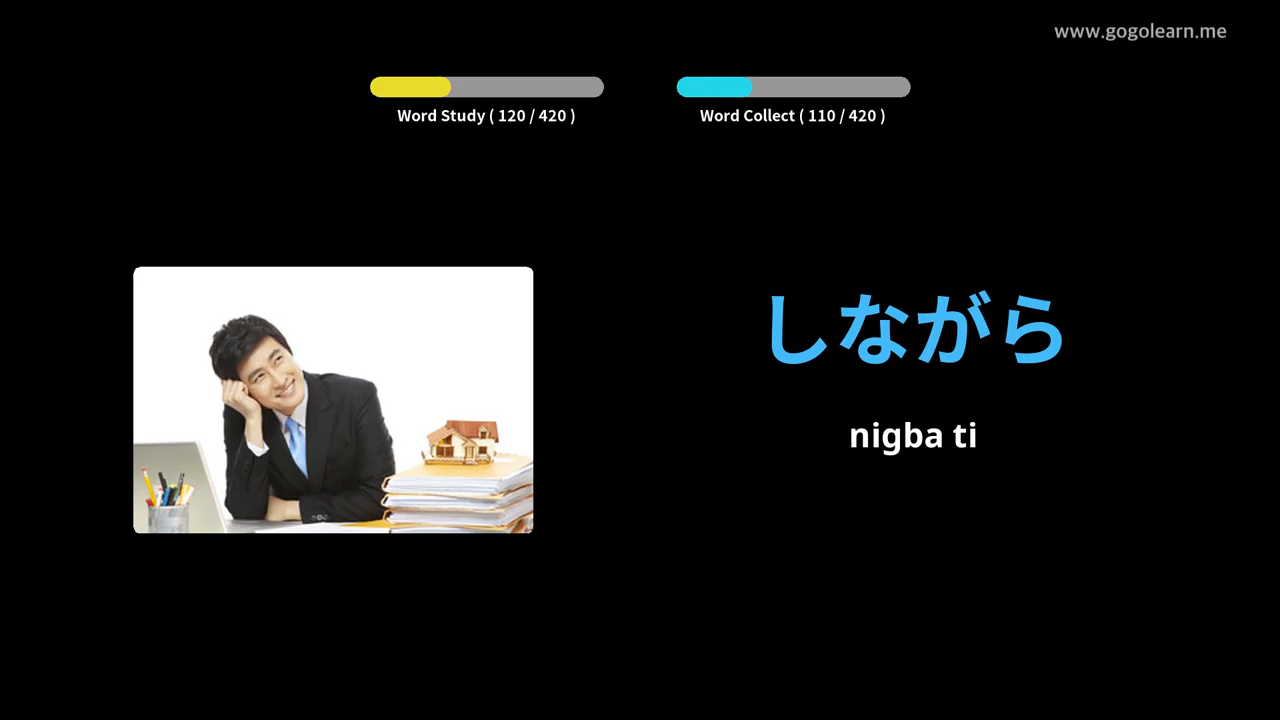 www.gogolearn.me
Word Study ( 120 / 420 )
Word Collect ( 110 / 420 )
しながら
nigba ti